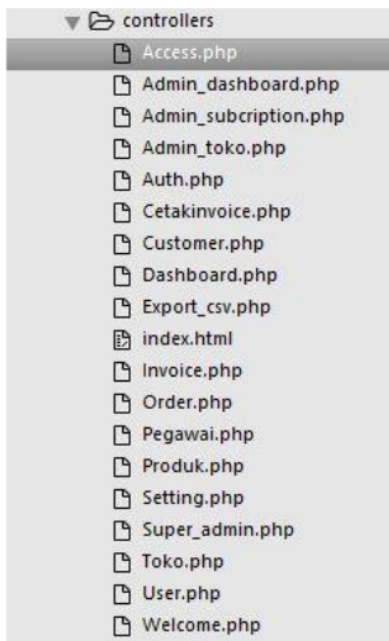 controllers
Access.php
Admin_dashboard.php
Admin_subcription.php
Admin_toko.php
Auth.php
Cetakinvoice.php
Customer.php
Dashboard.php
Export_csv.php
index.html
Invoice.php
Order.php
Pegawai.php
Produk.php
Setting.php
Super_admin.php
Toko.php
User.php
Welcome.php